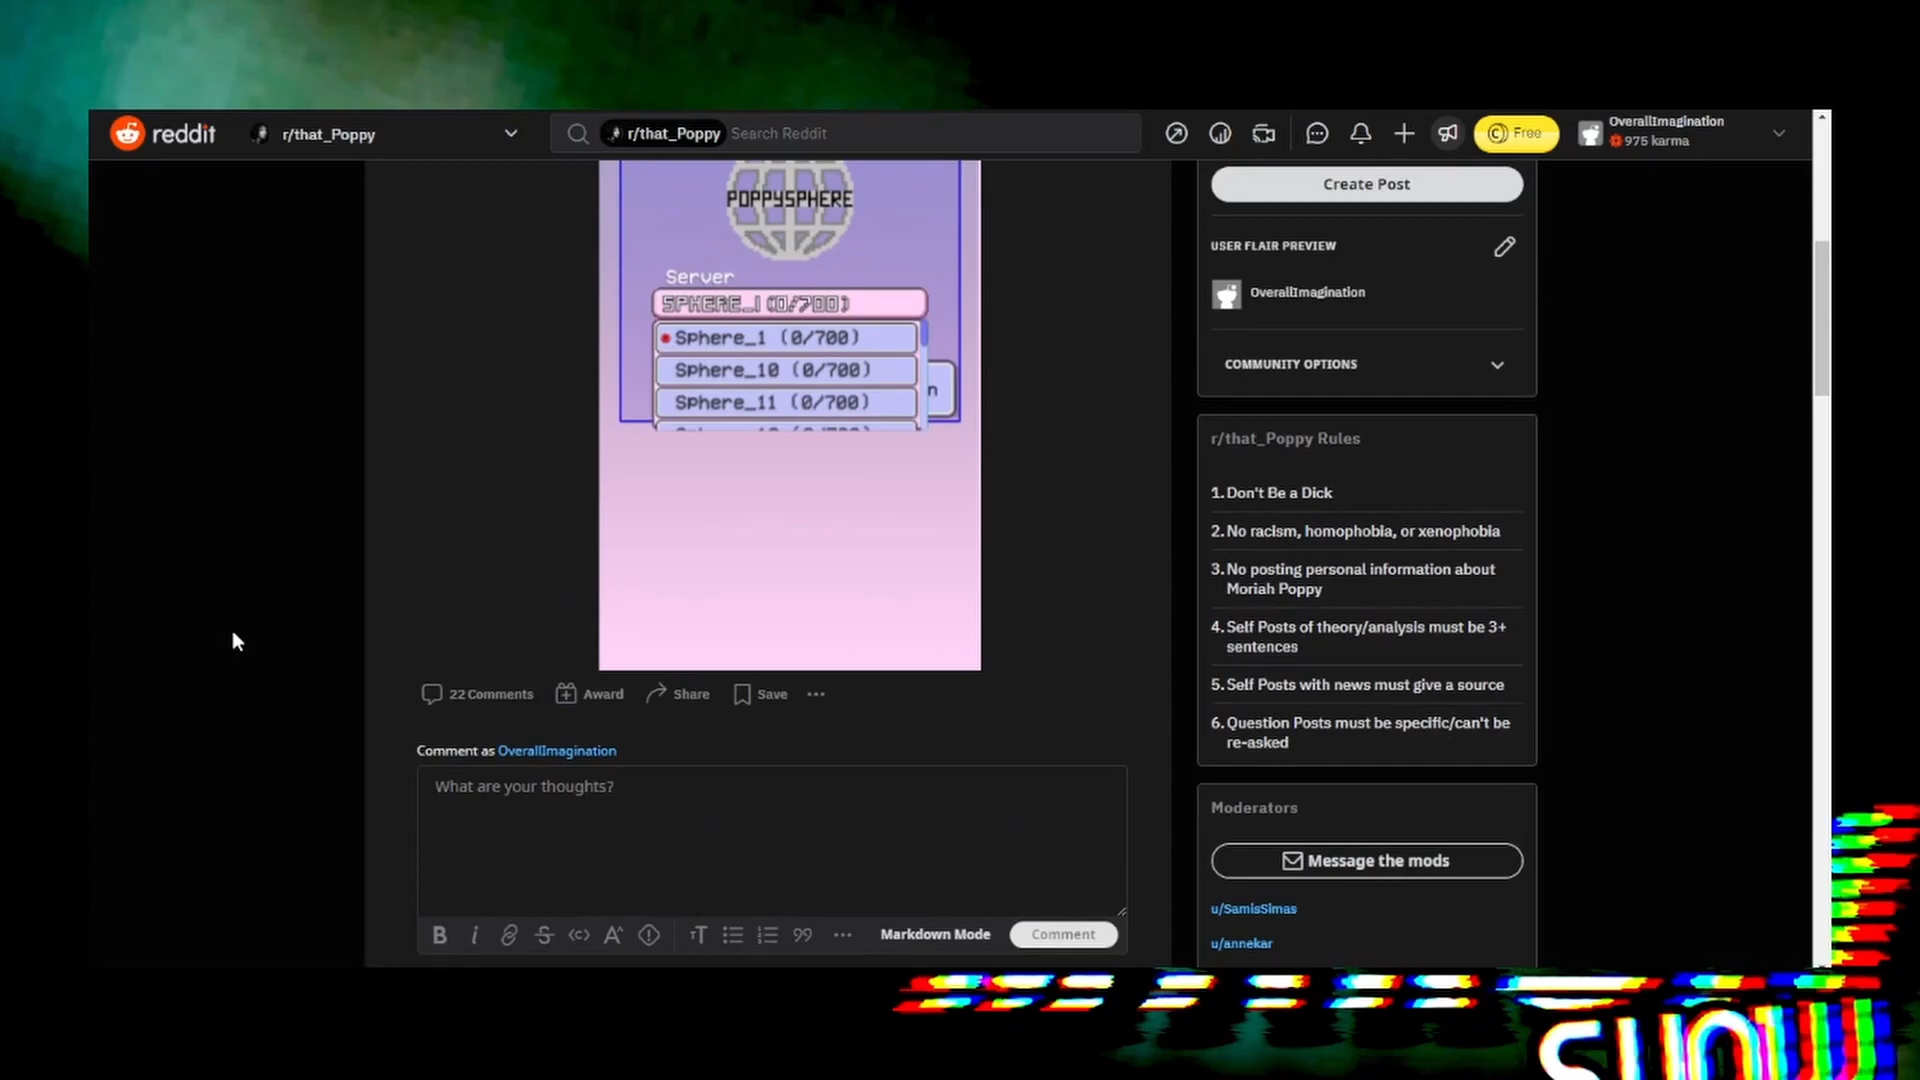 reddit
r/that_Poppy
r/that_Poppy Search Reddit
Free
OverallImagination
975 karma
POPPYSPHERE
Server
SPHERE_1 (0/700)
Sphere_1 (0/700)
Sphere_10 (0/700)
Sphere_11 (0/700)
n
22 Comments
Award
Share
Save
Comment as OverallImagination
What are your thoughts?
Markdown Mode
Comment
Create Post
USER FLAIR PREVIEW
OverallImagination
COMMUNITY OPTIONS
r/that_Poppy Rules
1. Don't Be a Dick
2. No racism, homophobia, or xenophobia
3. No posting personal information about
Moriah Poppy
4. Self Posts of theory/analysis must be 3+
sentences
5. Self Posts with news must give a source
6. Question Posts must be specific/can't be
re-asked
Moderators
Message the mods
u/SamisSimas
u/annekar